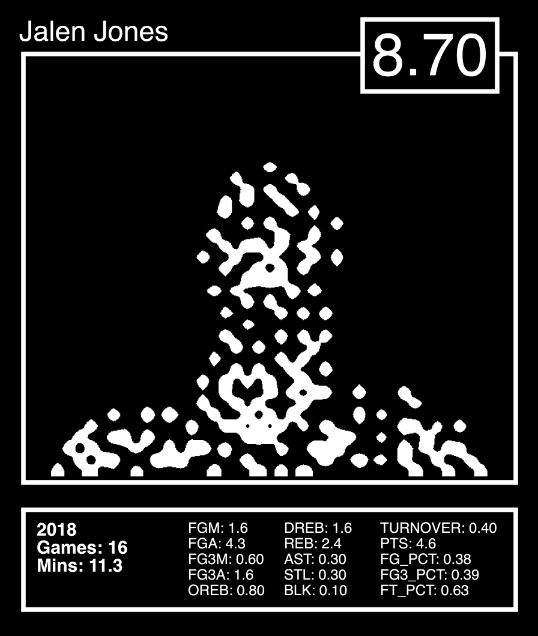 Jalen Jones
8.70
2018
Games: 16
Mins: 11.3
FGM: 1.6
FGA: 4.3
FG3M: 0.60
FG3A: 1.6
OREB: 0.80
DREB: 1.6
REB: 2.4
AST: 0.30
STL: 0.30
BLK: 0.10
TURNOVER: 0.40
PTS: 4.6
FG_PCT: 0.38
FG3_PCT: 0.39
FT_PCT: 0.63